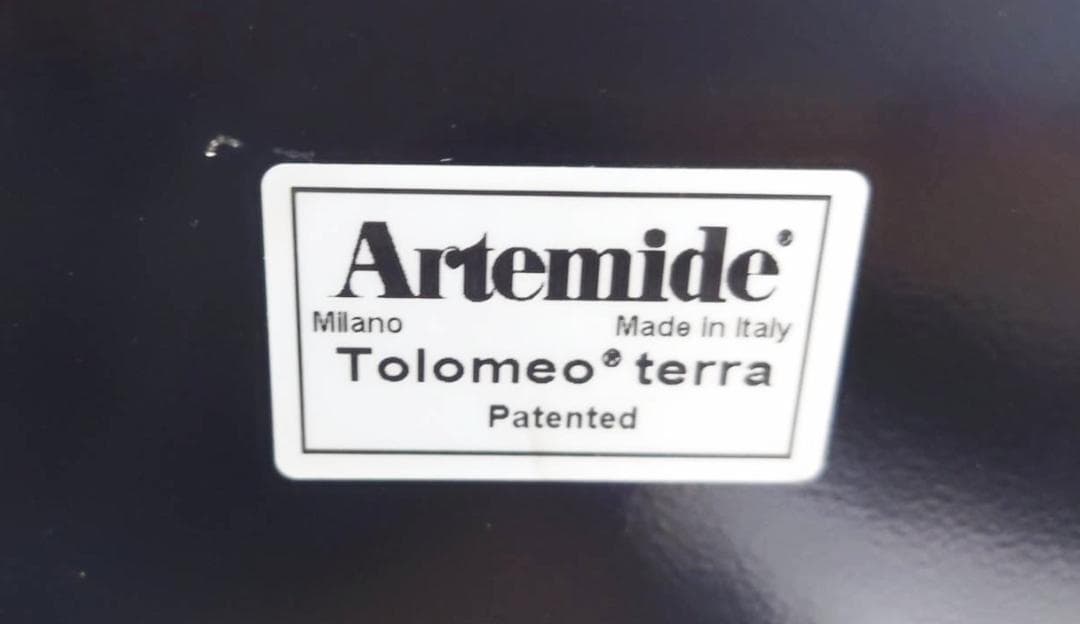 Artemide®
Milano Made in Italy
Tolomeo® terra
Patented